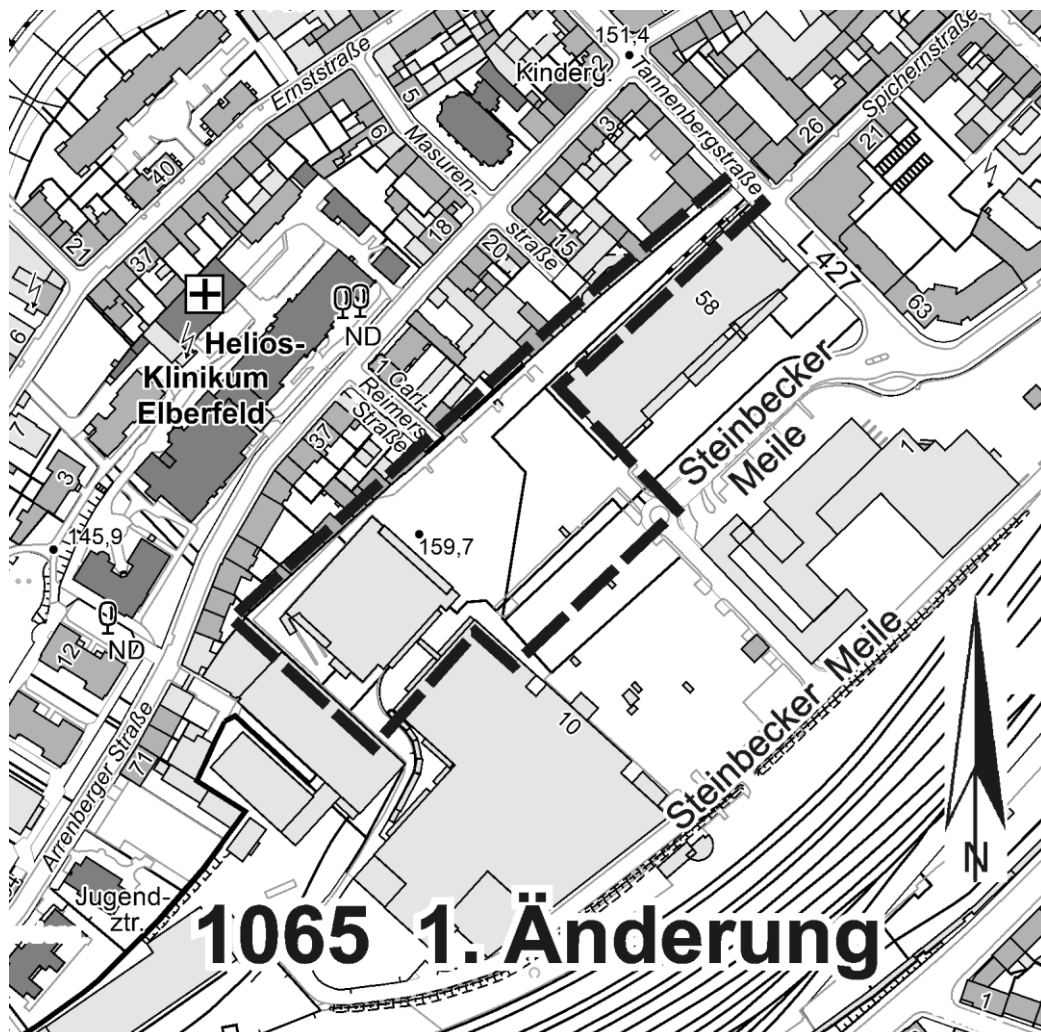 151,4
Kinderg.
Ernststraße
Tannenbergstraße
Spichernstraße
5
6
3
26
21
Masuren-
straße
40
21
37
18
20
15
L 427
63
58
6
ND
Helios-
Klinikum
Elberfeld
1 Carl-
Reimers
Straße
37
7
3
Steinbecker
Meile
1
145,9
159,7
ND
12
10
Steinbecker Meile
71
Arrenberger Straße
N
Jugend-
ztr.
1065 1. Änderung
1